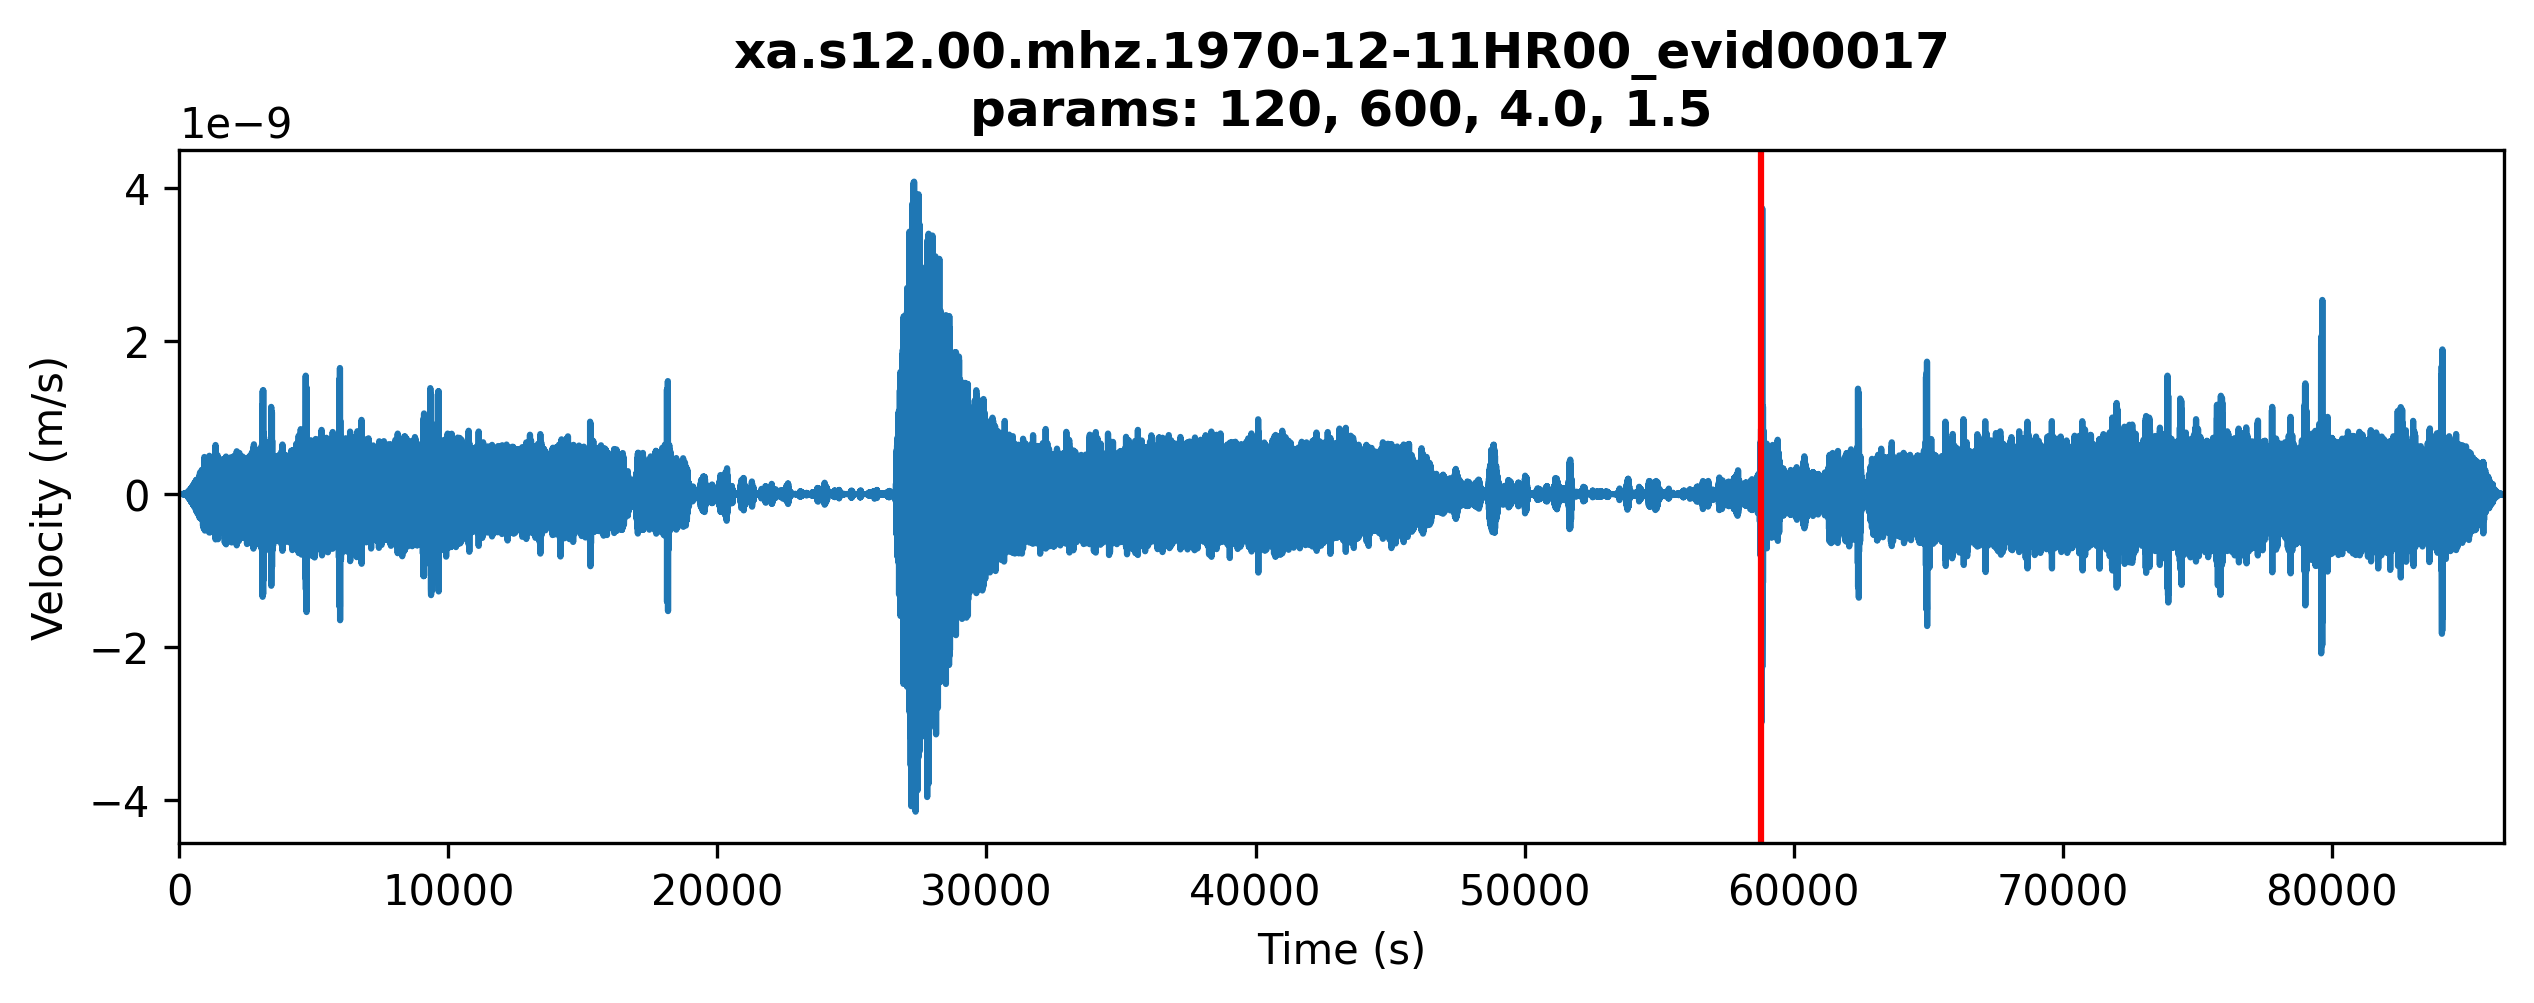 xa.s12.00.mhz.1970-12-11HR00_evid00017
params: 120, 600, 4.0, 1.5
1e−9
4
2
0
−2
−4
Velocity (m/s)
0 10000 20000 30000 40000 50000 60000 70000 80000
Time (s)